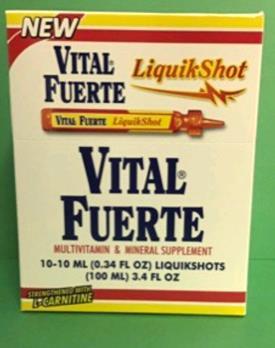 NEW
VITAL
FUERTE
LiquikShot
VITAL FUERTE LiquikShot
VITAL®
FUERTE
MULTIVITAMIN & MINERAL SUPPLEMENT
10-10 ML (0.34 FL OZ) LIQUIKSHOTS
(100 ML) 3.4 FL OZ
STRENGTHENED WITH
L-CARNITINE